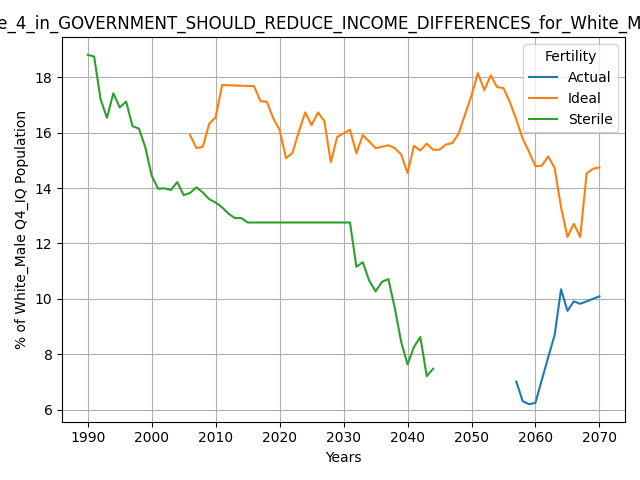 e_4_in_GOVERNMENT_SHOULD_REDUCE_INCOME_DIFFERENCES_for_White_M
Fertility
Actual
Ideal
Sterile
% of White_Male Q4_IQ Population
18
16
14
12
10
8
6
1990 2000 2010 2020 2030 2040 2050 2060 2070
Years